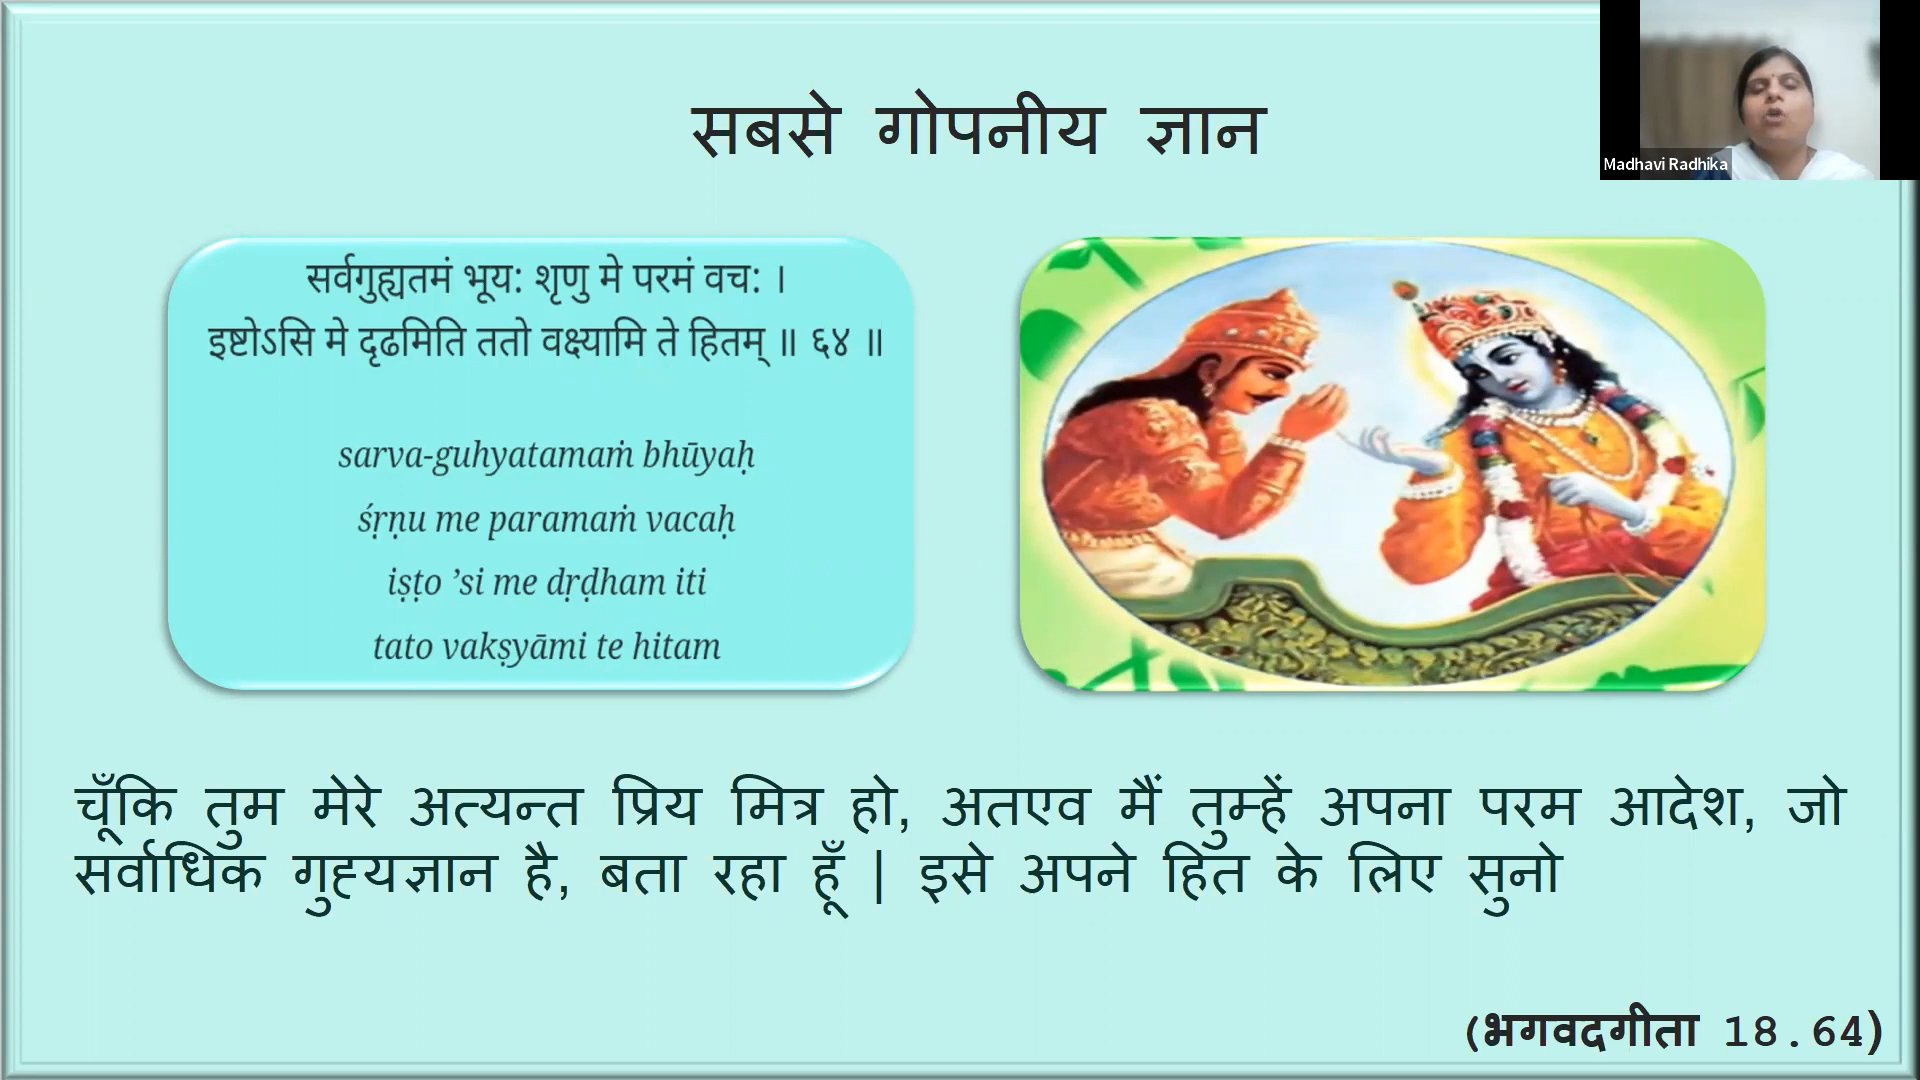 सबसे गोपनीय ज्ञान
Madhavi Radhika
सर्वगुह्यतमं भूय: शृणु मे परमं वच: ।
इष्टोऽसि मे दृढमिति ततो वक्ष्यामि ते हितम् ॥ ६४ ॥
sarva-guhyatamaṁ bhūyaḥ
śṛṇu me paramaṁ vacaḥ
iṣṭo ’si me dṛḍham iti
tato vakṣyāmi te hitam
चूँकि तुम मेरे अत्यन्त प्रिय मित्र हो, अतएव मैं तुम्हें अपना परम आदेश, जो
सर्वाधिक गुह्यज्ञान है, बता रहा हूँ | इसे अपने हित के लिए सुनो
(भगवदगीता 18.64)